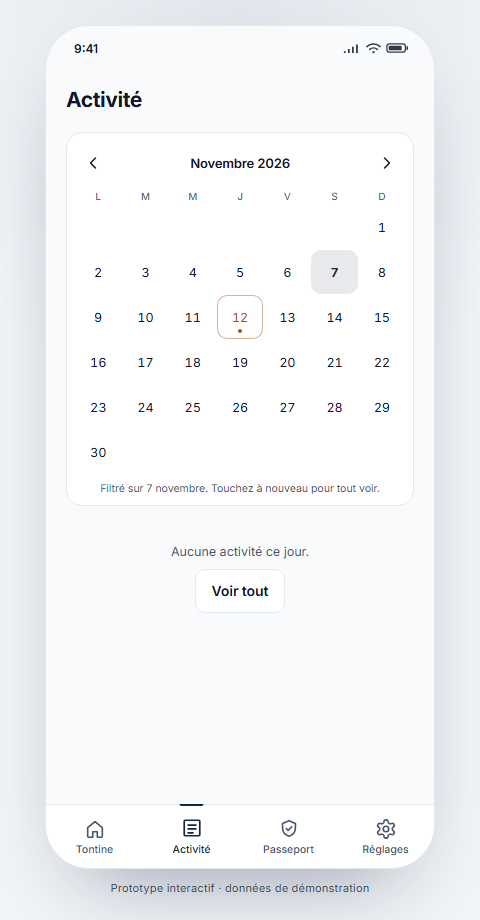 9:41
Activité
Novembre 2026
L M M J V S D
1
2 3 4 5 6 7 8
9 10 11 12 13 14 15
16 17 18 19 20 21 22
23 24 25 26 27 28 29
30
Filtré sur 7 novembre. Touchez à nouveau pour tout voir.
Aucune activité ce jour.
Voir tout
Tontine Activité Passeport Réglages
Prototype interactif · données de démonstration